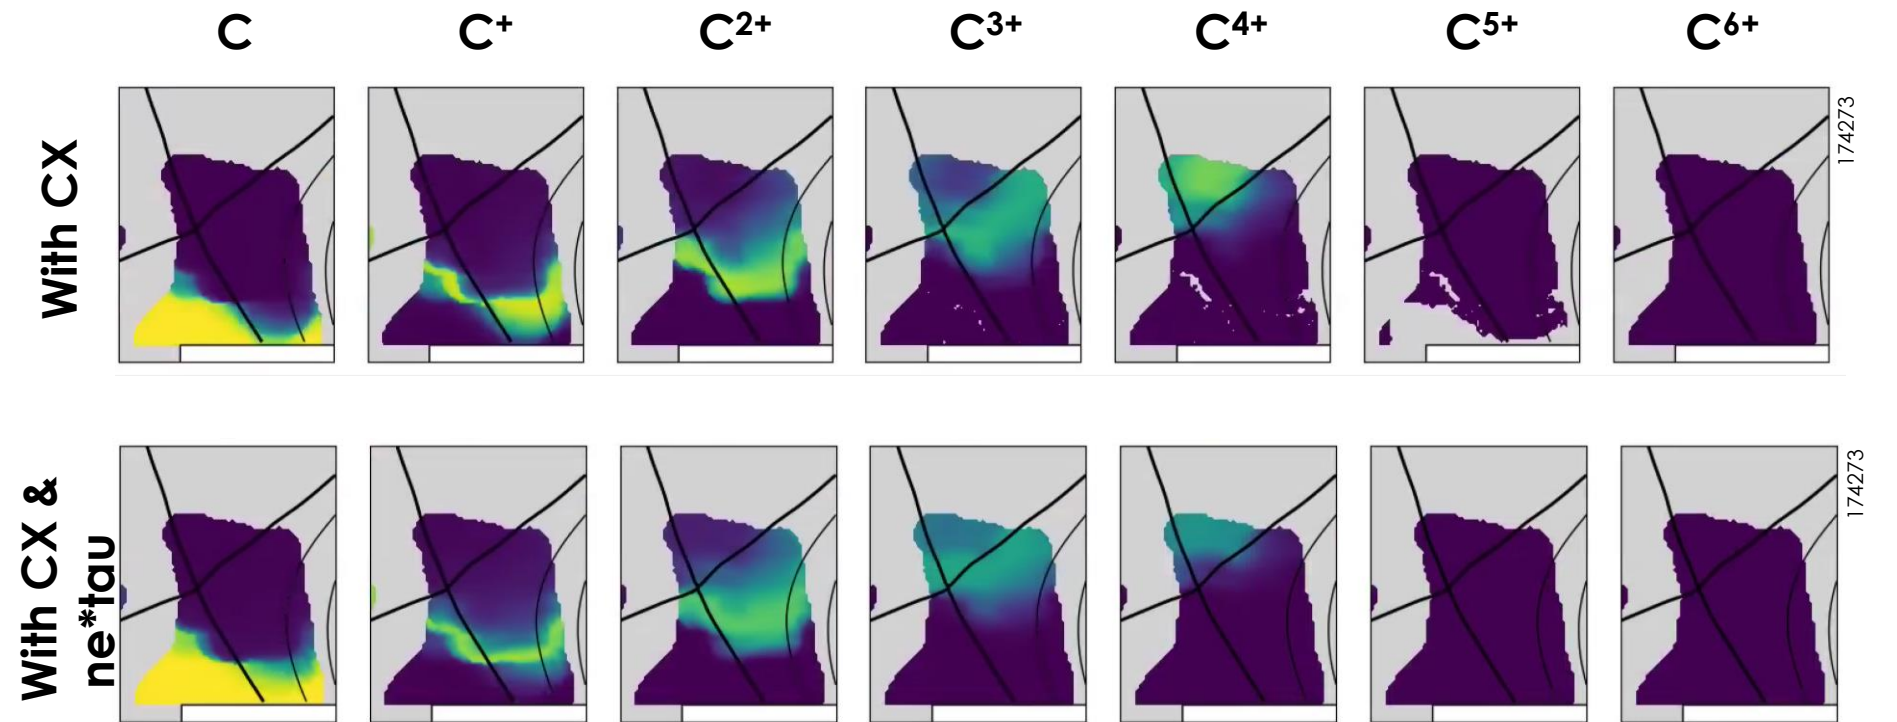 C C⁺ C²⁺ C³⁺ C⁴⁺ C⁵⁺ C⁶⁺
With CX
174273
With CX &
ne*tau
174273